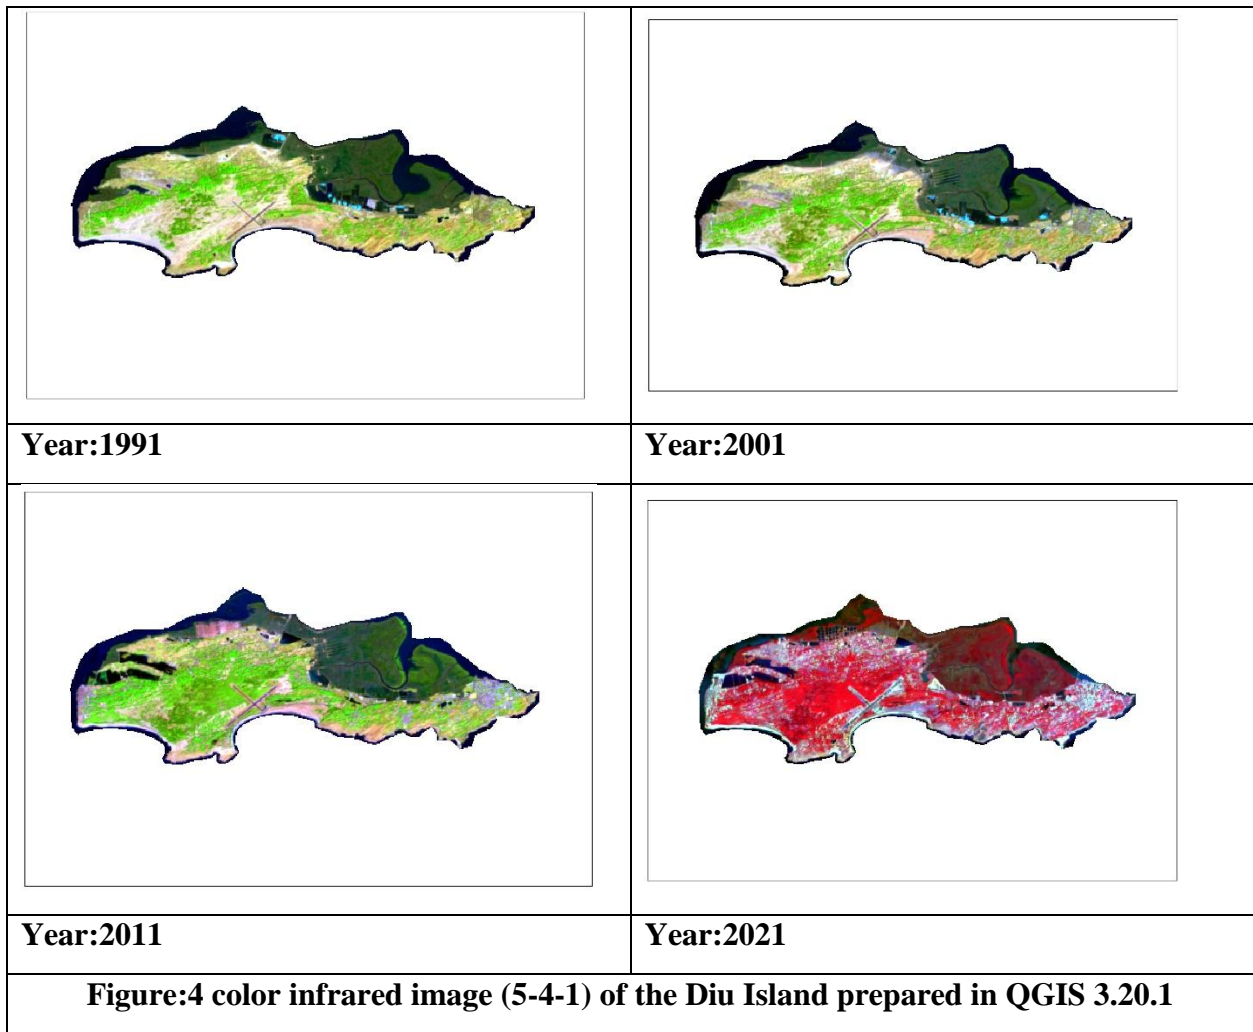 Year:1991
Year:2001
Year:2011
Year:2021
Figure:4 color infrared image (5-4-1) of the Diu Island prepared in QGIS 3.20.1